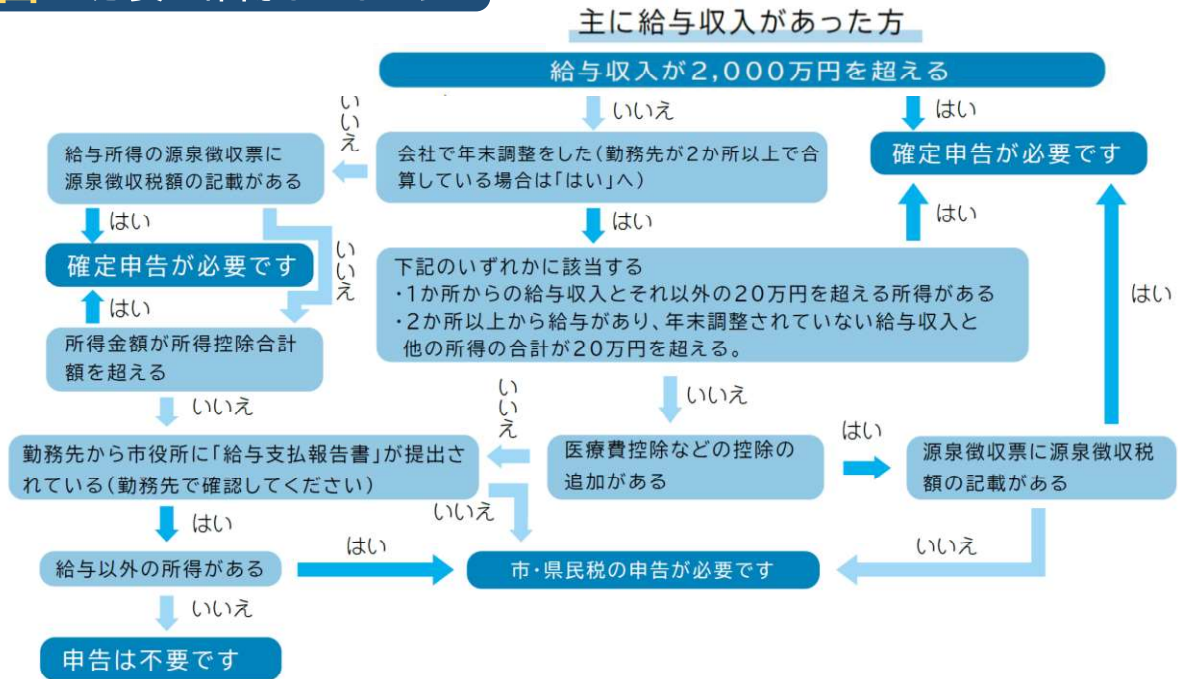 主に給与収入があった方
給与収入が2,000万円を超える
いいえ
いいえ
はい
給与所得の源泉徴収票に
源泉徴収税額の記載がある
会社で年末調整をした(勤務先が2か所以上で合
算している場合は「はい」へ)
確定申告が必要です
はい
いいえ
はい
はい
確定申告が必要です
下記のいずれかに該当する
・1か所からの給与収入とそれ以外の20万円を超える所得がある
・2か所以上から給与があり、年末調整されていない給与収入と
他の所得の合計が20万円を超える。
はい
はい
所得金額が所得控除合計
額を超える
いいえ
いいえ
いいえ
勤務先から市役所に「給与支払報告書」が提出さ
れている(勤務先で確認してください)
医療費控除などの控除の
追加がある
はい
源泉徴収票に源泉徴収税
額の記載がある
はい
いいえ
いいえ
給与以外の所得がある
はい
市・県民税の申告が必要です
いいえ
申告は不要です